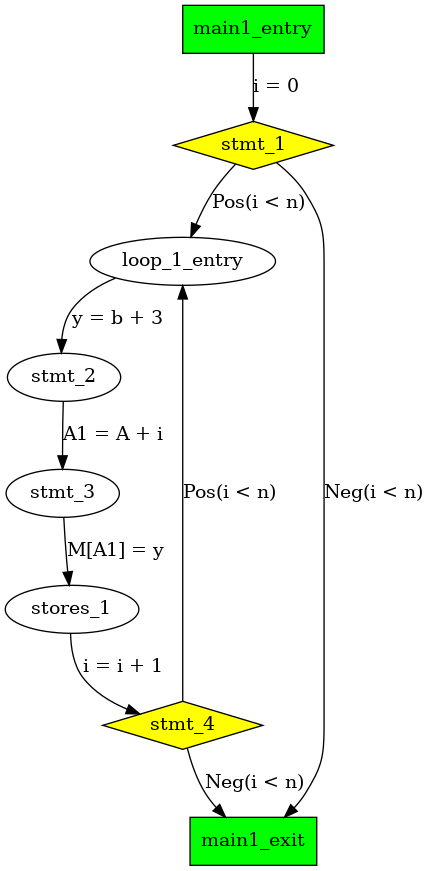 main1_entry
i = 0
stmt_1
Pos(i < n)
loop_1_entry
y = b + 3
stmt_2
A1 = A + i
stmt_3
Pos(i < n)
Neg(i < n)
M[A1] = y
stores_1
i = i + 1
stmt_4
Neg(i < n)
main1_exit